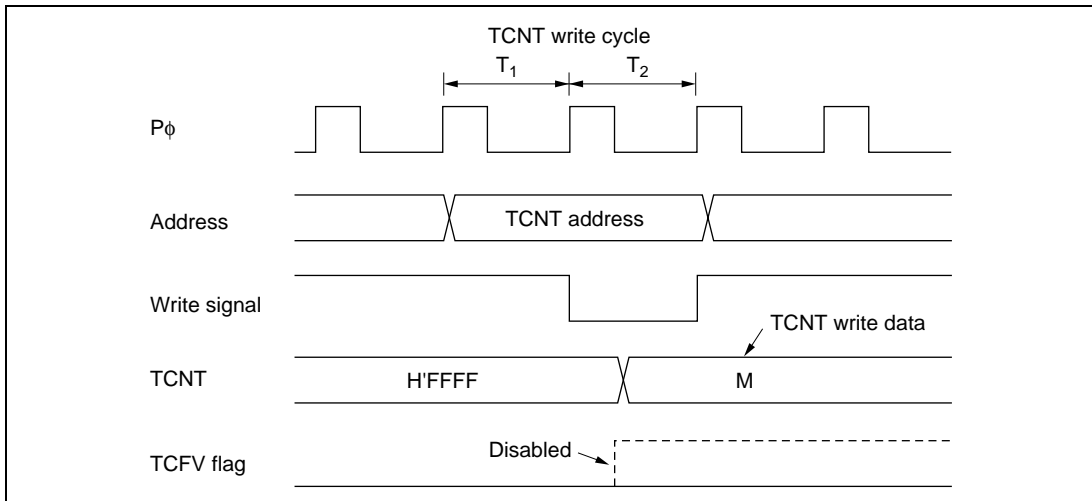 TCNT write cycle
T1 T2
Pϕ
Address
TCNT address
Write signal
TCNT write data
TCNT
H'FFFF
M
Disabled
TCFV flag